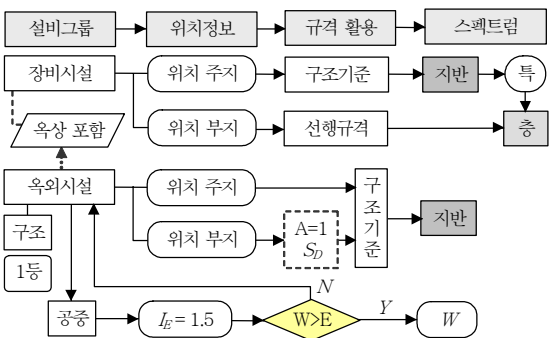 설비그룹 위치정보 규격 활용 스펙트럼
장비시설 위치 주지 구조기준 지반 특
위치 부지 선행규격 층
옥상 포함
옥외시설 위치 주지 구조기준 지반
구조 위치 부지 A=1
S_D
1등
N
공중 I_E = 1.5 W>E Y W